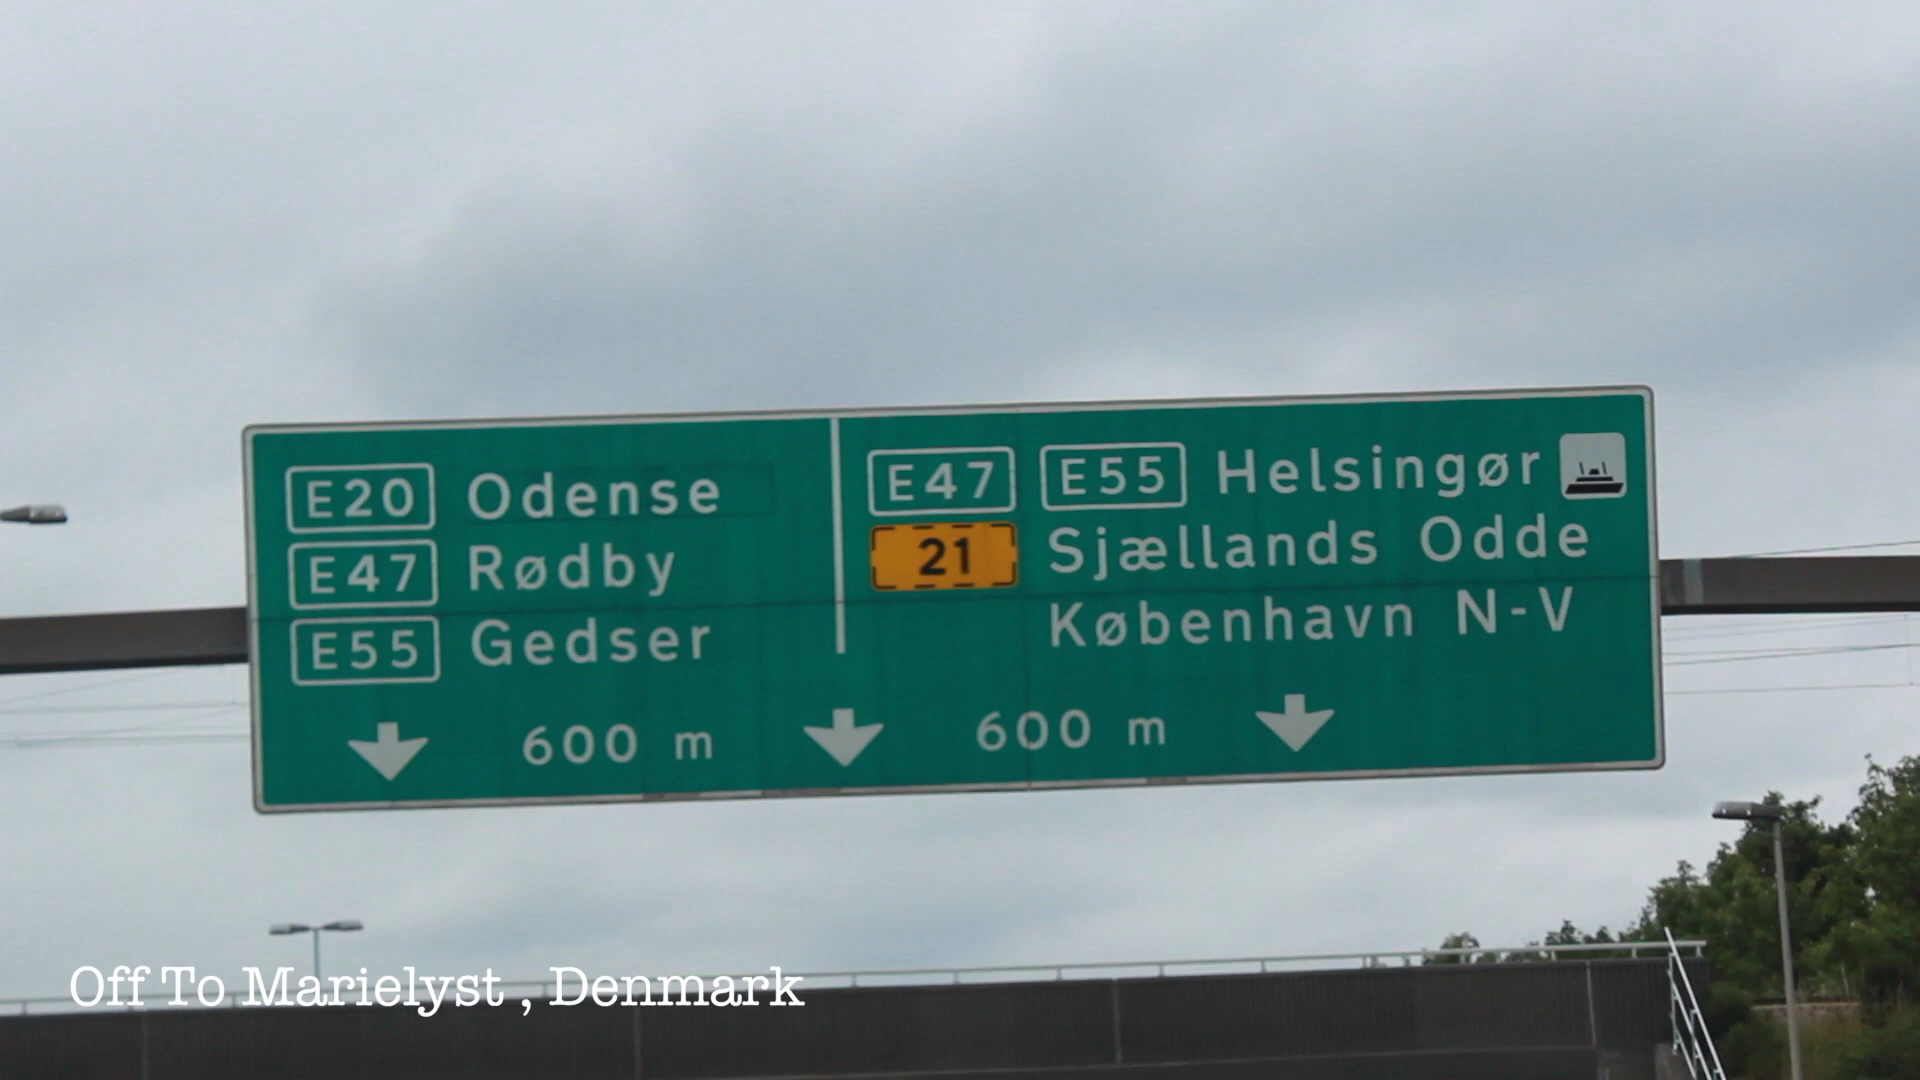 E20 Odense
E47 Rødby
E55 Gedser
600 m
E47 E55 Helsingør
21 Sjællands Odde
København N-V
600 m
Off To Marielyst , Denmark